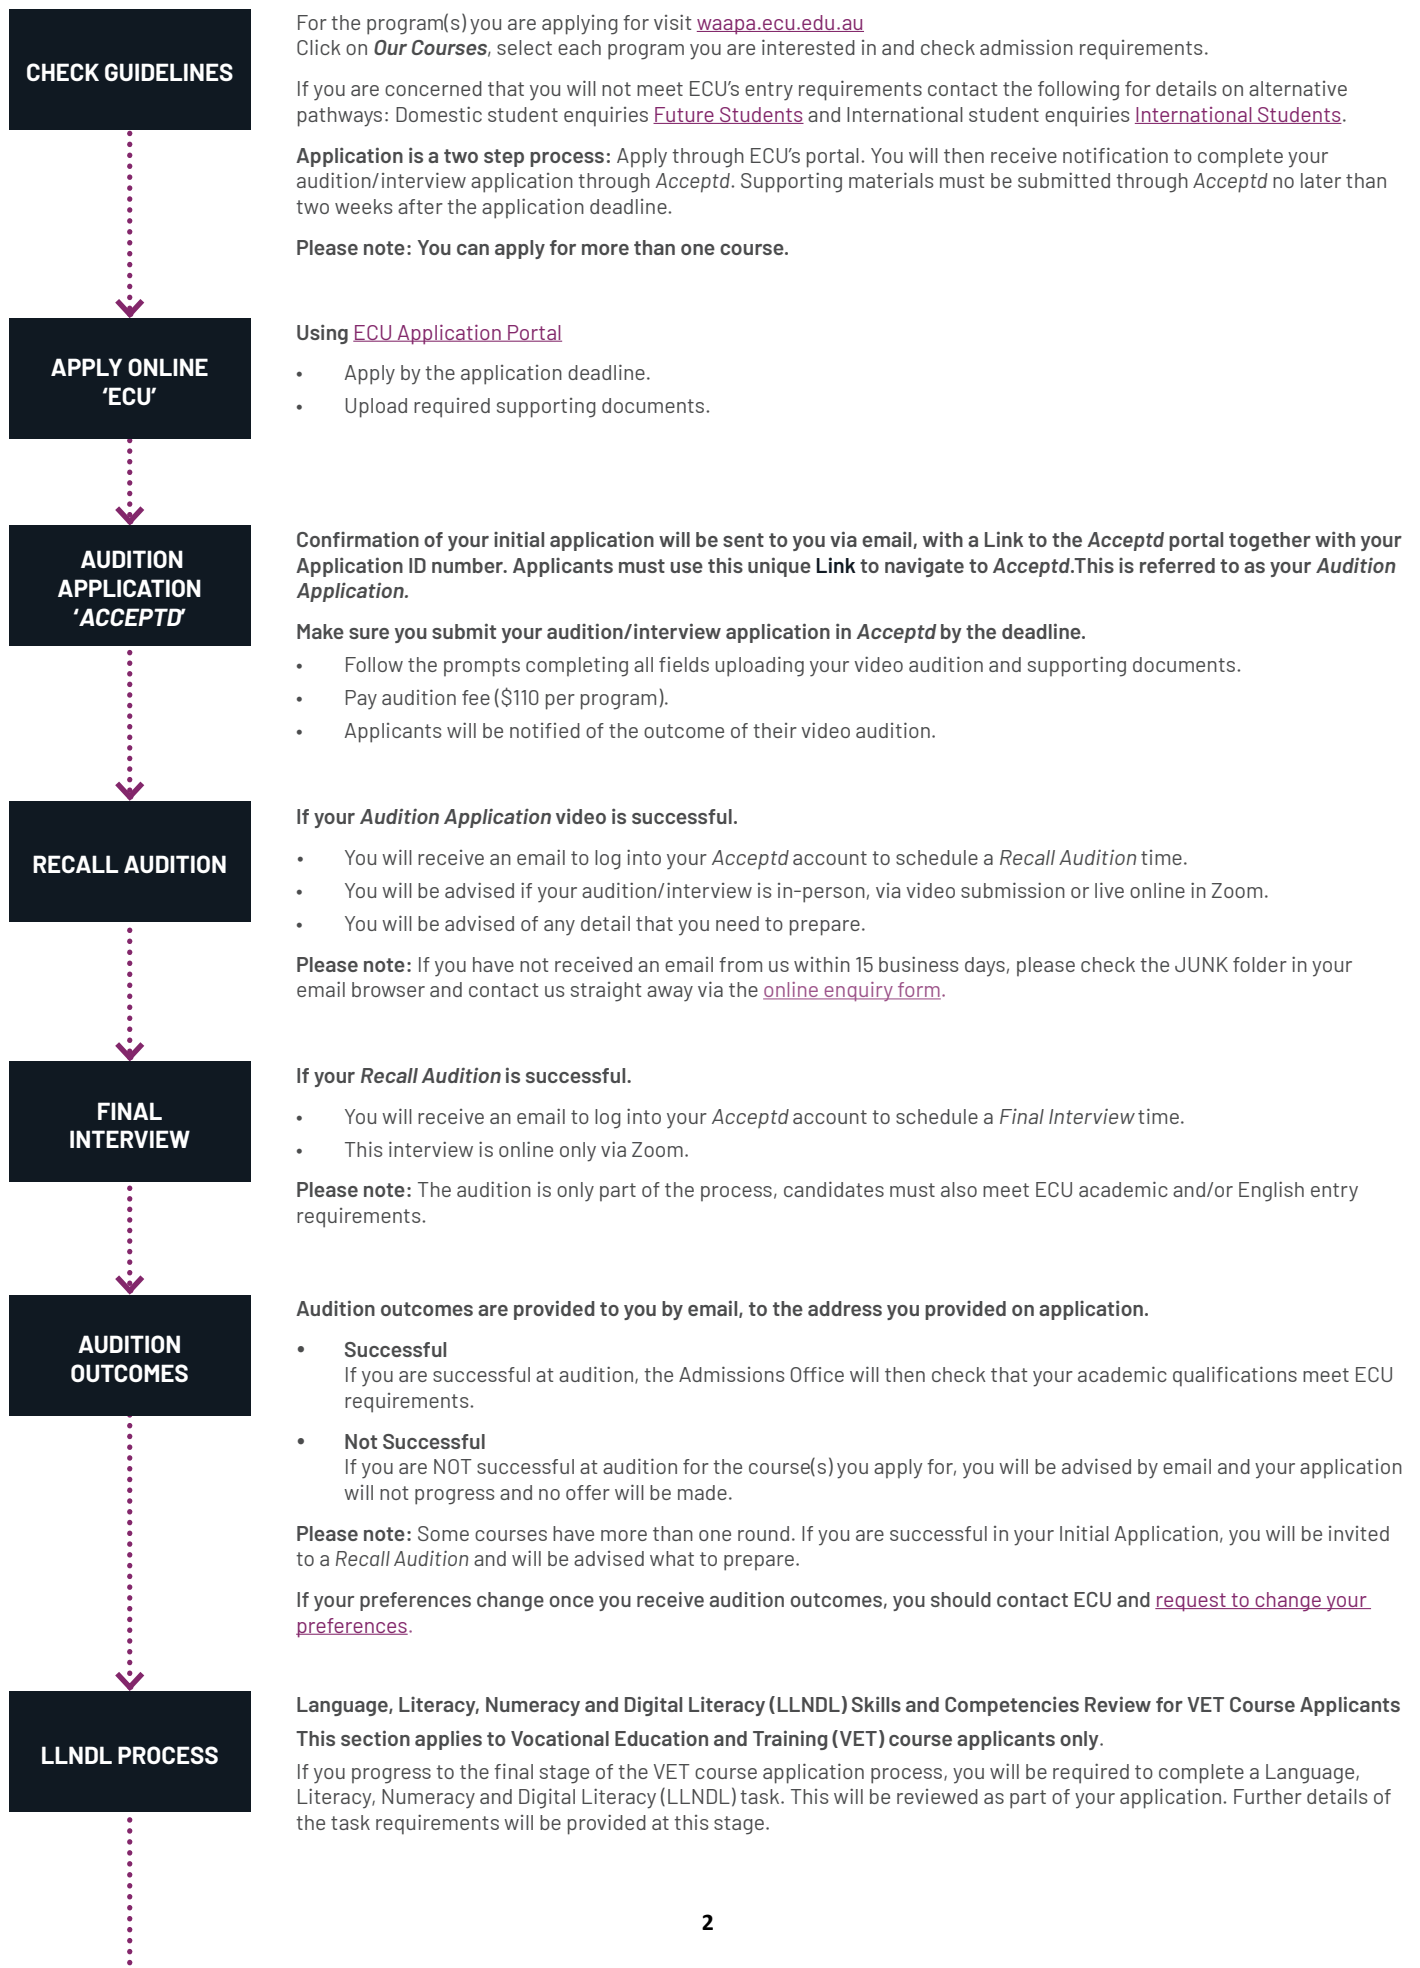 CHECK GUIDELINES
For the program(s) you are applying for visit waapa.ecu.edu.au
Click on Our Courses, select each program you are interested in and check admission requirements.
If you are concerned that you will not meet ECU’s entry requirements contact the following for details on alternative
pathways: Domestic student enquiries Future Students and International student enquiries International Students.
Application is a two step process: Apply through ECU’s portal. You will then receive notification to complete your
audition/interview application through Acceptd. Supporting materials must be submitted through Acceptd no later than
two weeks after the application deadline.
Please note: You can apply for more than one course.
APPLY ONLINE
‘ECU’
Using ECU Application Portal
• Apply by the application deadline.
• Upload required supporting documents.
AUDITION
APPLICATION
‘ACCEPTD’
Confirmation of your initial application will be sent to you via email, with a Link to the Acceptd portal together with your
Application ID number. Applicants must use this unique Link to navigate to Acceptd.This is referred to as your Audition
Application.
Make sure you submit your audition/interview application in Acceptd by the deadline.
• Follow the prompts completing all fields uploading your video audition and supporting documents.
• Pay audition fee ($110 per program).
• Applicants will be notified of the outcome of their video audition.
RECALL AUDITION
If your Audition Application video is successful.
• You will receive an email to log into your Acceptd account to schedule a Recall Audition time.
• You will be advised if your audition/interview is in-person, via video submission or live online in Zoom.
• You will be advised of any detail that you need to prepare.
Please note: If you have not received an email from us within 15 business days, please check the JUNK folder in your
email browser and contact us straight away via the online enquiry form.
FINAL
INTERVIEW
If your Recall Audition is successful.
• You will receive an email to log into your Acceptd account to schedule a Final Interview time.
• This interview is online only via Zoom.
Please note: The audition is only part of the process, candidates must also meet ECU academic and/or English entry
requirements.
AUDITION
OUTCOMES
Audition outcomes are provided to you by email, to the address you provided on application.
• Successful
If you are successful at audition, the Admissions Office will then check that your academic qualifications meet ECU
requirements.
• Not Successful
If you are NOT successful at audition for the course(s) you apply for, you will be advised by email and your application
will not progress and no offer will be made.
Please note: Some courses have more than one round. If you are successful in your Initial Application, you will be invited
to a Recall Audition and will be advised what to prepare.
If your preferences change once you receive audition outcomes, you should contact ECU and request to change your
preferences.
LLNDL PROCESS
Language, Literacy, Numeracy and Digital Literacy (LLNDL) Skills and Competencies Review for VET Course Applicants
This section applies to Vocational Education and Training (VET) course applicants only.
If you progress to the final stage of the VET course application process, you will be required to complete a Language,
Literacy, Numeracy and Digital Literacy (LLNDL) task. This will be reviewed as part of your application. Further details of
the task requirements will be provided at this stage.
2